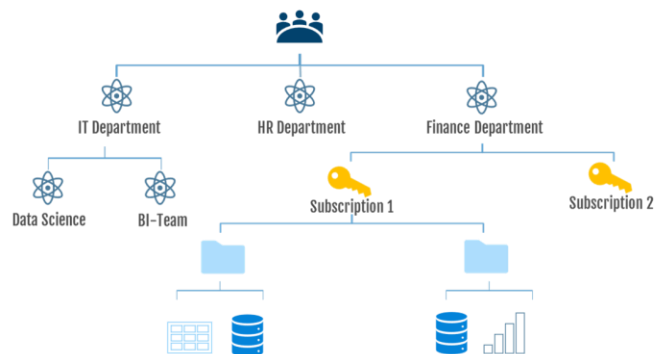 IT Department
HR Department
Finance Department
Data Science
BI-Team
Subscription 1
Subscription 2